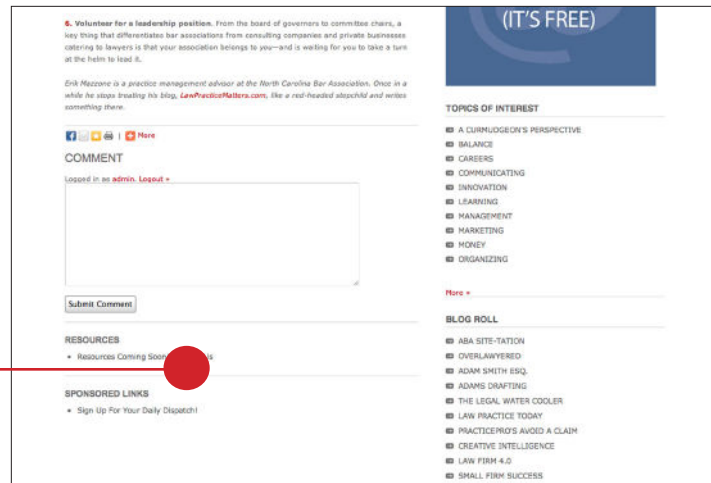 6. Volunteer for a leadership position. From the board of governors to committee chairs, a
key thing that differentiates bar associations from consulting companies and private businesses
catering to lawyers is that your association belongs to you—and is waiting for you to take a turn
at the helm to lead it.
Erik Mazzone is a practice management advisor at the North Carolina Bar Association. Once in a
while he stops treating his blog, LawPracticeMatters.com, like a red-headed stepchild and writes
something there.
| More
COMMENT
Logged in as admin. Logout »
Submit Comment
RESOURCES
Resources Coming Soon
SPONSORED LINKS
Sign Up For Your Daily Dispatch!
(IT'S FREE)
TOPICS OF INTEREST
A CURMUDGEON'S PERSPECTIVE
BALANCE
CAREERS
COMMUNICATING
INNOVATION
LEARNING
MANAGEMENT
MARKETING
MONEY
ORGANIZING
More »
BLOG ROLL
ABA SITE-TATION
OVERLAWYERED
ADAM SMITH ESQ.
ADAMS DRAFTING
THE LEGAL WATER COOLER
LAW PRACTICE TODAY
PRACTICEPRO'S AVOID A CLAIM
CREATIVE INTELLIGENCE
LAW FIRM 4.0
SMALL FIRM SUCCESS